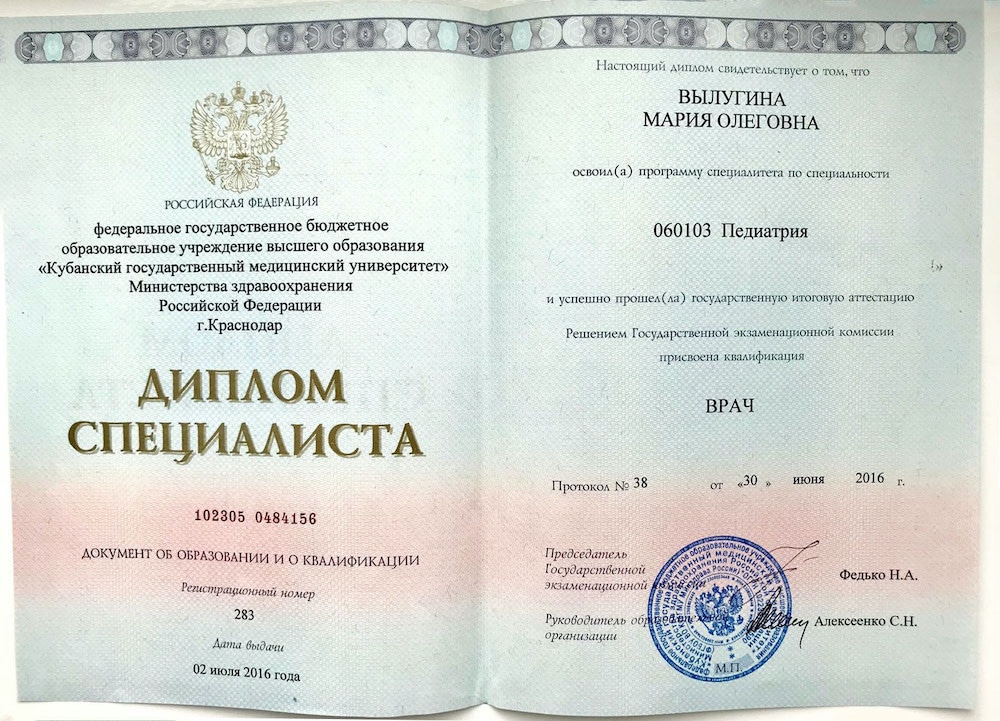 РОССИЙСКАЯ ФЕДЕРАЦИЯ
федеральное государственное бюджетное
образовательное учреждение высшего образования
«Кубанский государственный медицинский университет»
Министерства здравоохранения
Российской Федерации
г.Краснодар
ДИПЛОМ
СПЕЦИАЛИСТА
102305 0484156
ДОКУМЕНТ ОБ ОБРАЗОВАНИИ И О КВАЛИФИКАЦИИ
Регистрационный номер
283
Дата выдачи
02 июля 2016 года
Настоящий диплом свидетельствует о том, что
ВЫЛУГИНА
МАРИЯ ОЛЕГОВНА
освоил(а) программу специалитета по специальности
060103 Педиатрия
и успешно прошел(ла) государственную итоговую аттестацию
Решением Государственной экзаменационной комиссии
присвоена квалификация
ВРАЧ
Протокол № 38 от «30 » июня 2016 г.
Председатель
Государственной
экзаменационной
Федько Н.А.
Руководитель образовательной
организации
Алексеенко С.Н.
М.П.